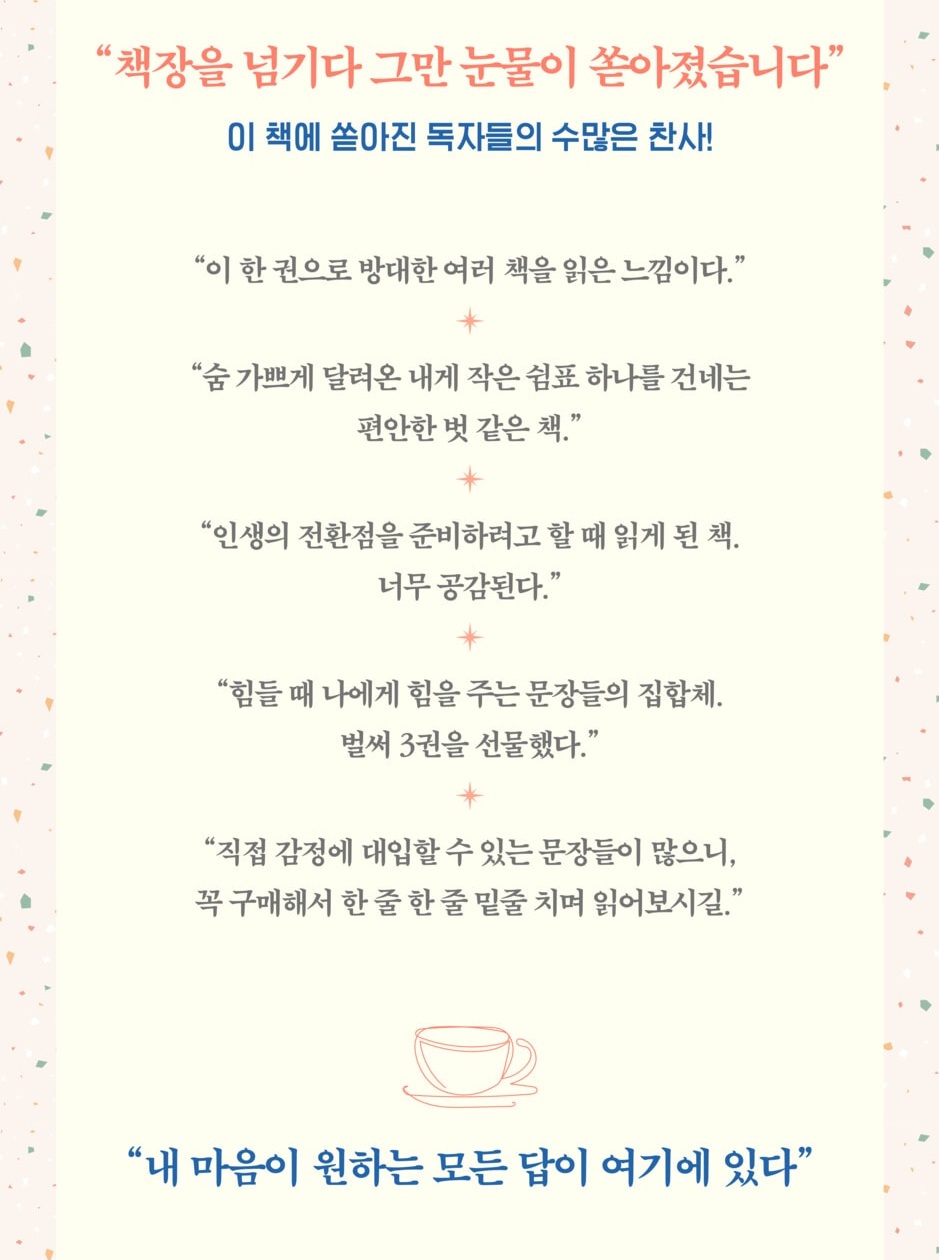 “책장을 넘기다 그만 눈물이 쏟아졌습니다”
이 책에 쏟아진 독자들의 수많은 찬사!
“이 한 권으로 방대한 여러 책을 읽은 느낌이다.”
“숨 가쁘게 달려온 내게 작은 쉼표 하나를 건네는
편안한 벗 같은 책.”
“인생의 전환점을 준비하려고 할 때 읽게 된 책.
너무 공감된다.”
“힘들 때 나에게 힘을 주는 문장들의 집합체.
벌써 3권을 선물했다.”
“직접 감정에 대입할 수 있는 문장들이 많으니,
꼭 구매해서 한 줄 한 줄 밑줄 치며 읽어보시길.”
“내 마음이 원하는 모든 답이 여기에 있다”